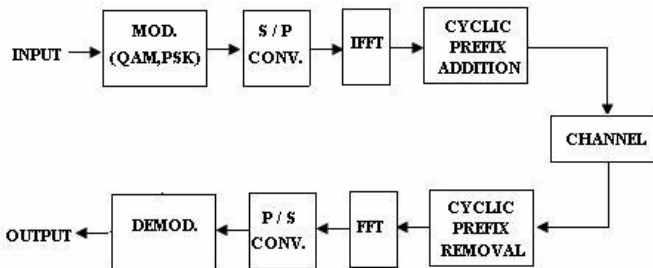 INPUT
MOD.
(QAM,PSK)
S / P
CONV.
IFFT
CYCLIC
PREFIX
ADDITION
CHANNEL
CYCLIC
PREFIX
REMOVAL
FFT
P / S
CONV.
DEMOD.
OUTPUT